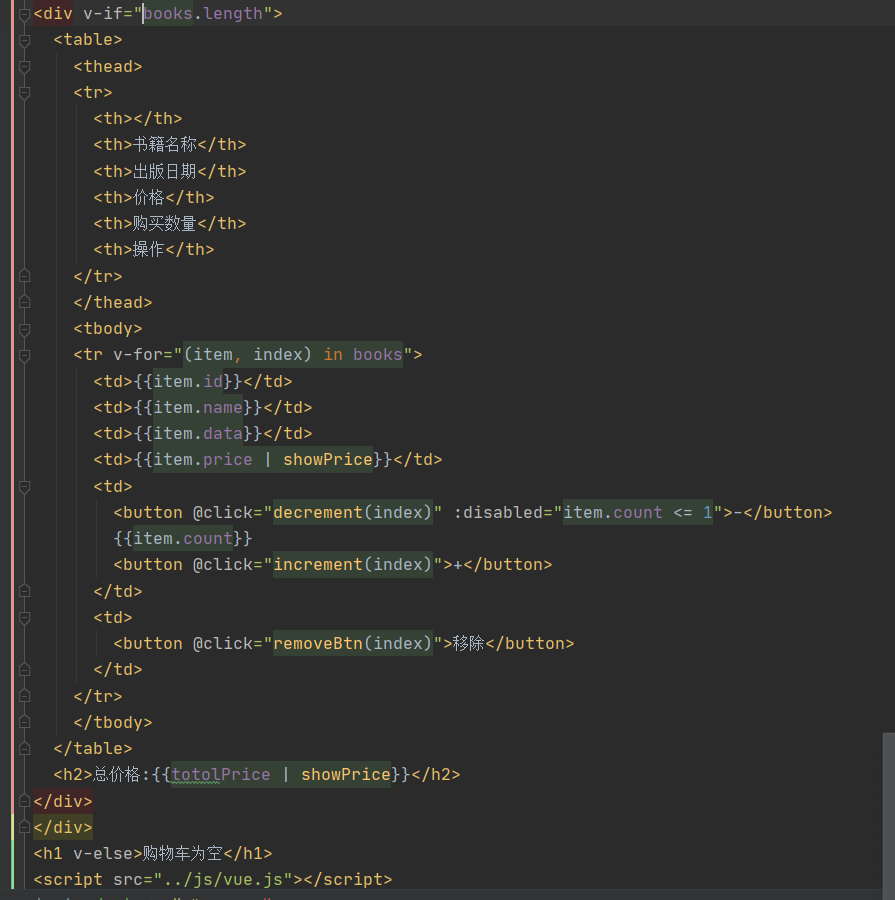 <div v-if="books.length">
<table>
<thead>
<tr>
<th></th>
<th>书籍名称</th>
<th>出版日期</th>
<th>价格</th>
<th>购买数量</th>
<th>操作</th>
</tr>
</thead>
<tbody>
<tr v-for="(item, index) in books">
<td>{{item.id}}</td>
<td>{{item.name}}</td>
<td>{{item.data}}</td>
<td>{{item.price | showPrice}}</td>
<td>
<button @click="decrement(index)" :disabled="item.count <= 1">-</button>
{{item.count}}
<button @click="increment(index)">+</button>
</td>
<td>
<button @click="removeBtn(index)">移除</button>
</td>
</tr>
</tbody>
</table>
<h2>总价格:{{totolPrice | showPrice}}</h2>
</div>
</div>
<h1 v-else>购物车为空</h1>
<script src="../js/vue.js"></script>